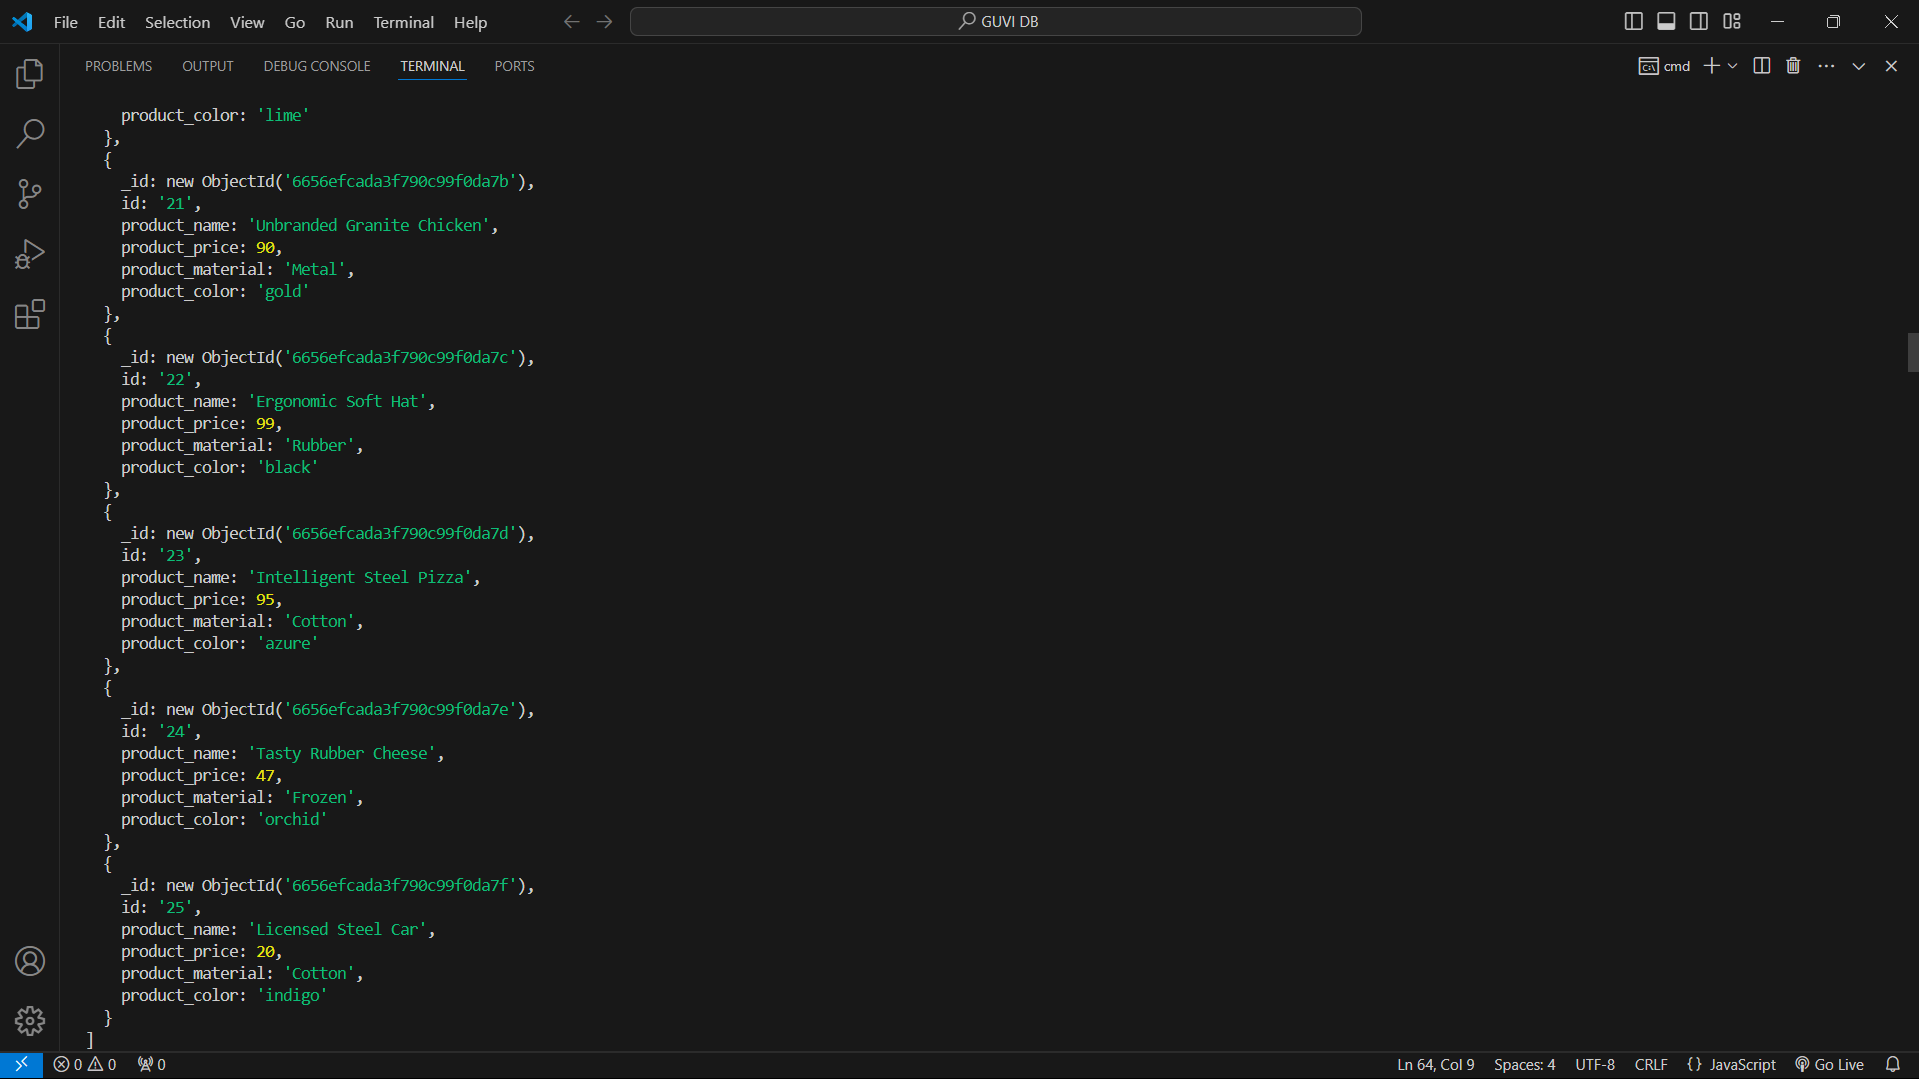 File Edit Selection View Go Run Terminal Help
GUVI DB
PROBLEMS OUTPUT DEBUG CONSOLE TERMINAL PORTS
cmd
product_color: 'lime'
},
{
_id: new ObjectId('6656efcada3f790c99f0da7b'),
id: '21',
product_name: 'Unbranded Granite Chicken',
product_price: 90,
product_material: 'Metal',
product_color: 'gold'
},
{
_id: new ObjectId('6656efcada3f790c99f0da7c'),
id: '22',
product_name: 'Ergonomic Soft Hat',
product_price: 99,
product_material: 'Rubber',
product_color: 'black'
},
{
_id: new ObjectId('6656efcada3f790c99f0da7d'),
id: '23',
product_name: 'Intelligent Steel Pizza',
product_price: 95,
product_material: 'Cotton',
product_color: 'azure'
},
{
_id: new ObjectId('6656efcada3f790c99f0da7e'),
id: '24',
product_name: 'Tasty Rubber Cheese',
product_price: 47,
product_material: 'Frozen',
product_color: 'orchid'
},
{
_id: new ObjectId('6656efcada3f790c99f0da7f'),
id: '25',
product_name: 'Licensed Steel Car',
product_price: 20,
product_material: 'Cotton',
product_color: 'indigo'
}
]
0 0 0 Ln 64, Col 9 Spaces: 4 UTF-8 CRLF {} JavaScript Go Live